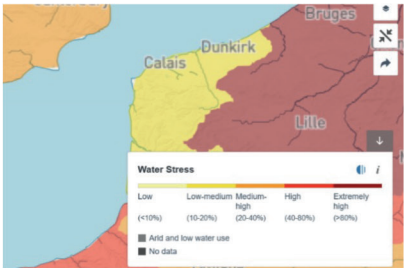 Bruges
Dunkirk
Calais
Lille
Water Stress
i
Low
Low-medium
Medium-
high
High
Extremely
high
(<10%)
(10-20%)
(20-40%)
(40-80%)
(>80%)
Arid and low water use
No data